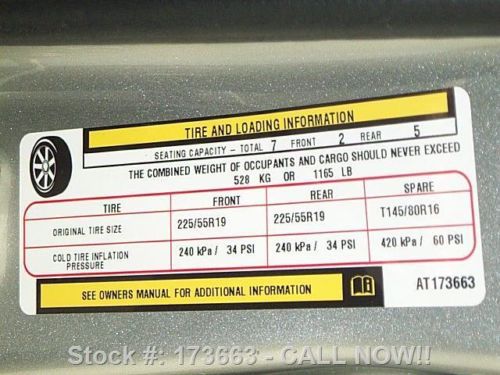 TIRE AND LOADING INFORMATION
SEATING CAPACITY - TOTAL 7 FRONT 2 REAR 5
THE COMBINED WEIGHT OF OCCUPANTS AND CARGO SHOULD NEVER EXCEED
528 KG OR 1165 LB
TIRE FRONT REAR SPARE
ORIGINAL TIRE SIZE 225/55R19 225/55R19 T145/80R16
COLD TIRE INFLATION PRESSURE 240 kPa / 34 PSI 240 kPa / 34 PSI 420 kPa / 60 PSI
SEE OWNERS MANUAL FOR ADDITIONAL INFORMATION AT173663
Stock #: 173663 - CALL NOW!!